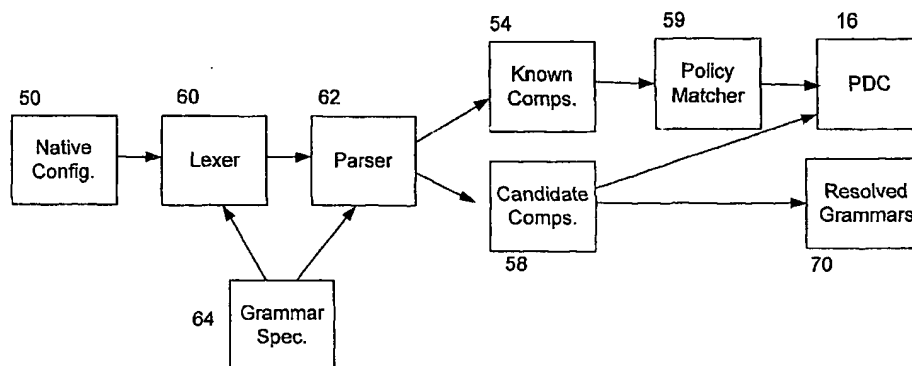 54
59
16
Known
Comps.
Policy
Matcher
PDC
50
60
62
Native
Config.
Lexer
Parser
Candidate
Comps.
Resolved
Grammars
58
70
64
Grammar
Spec.